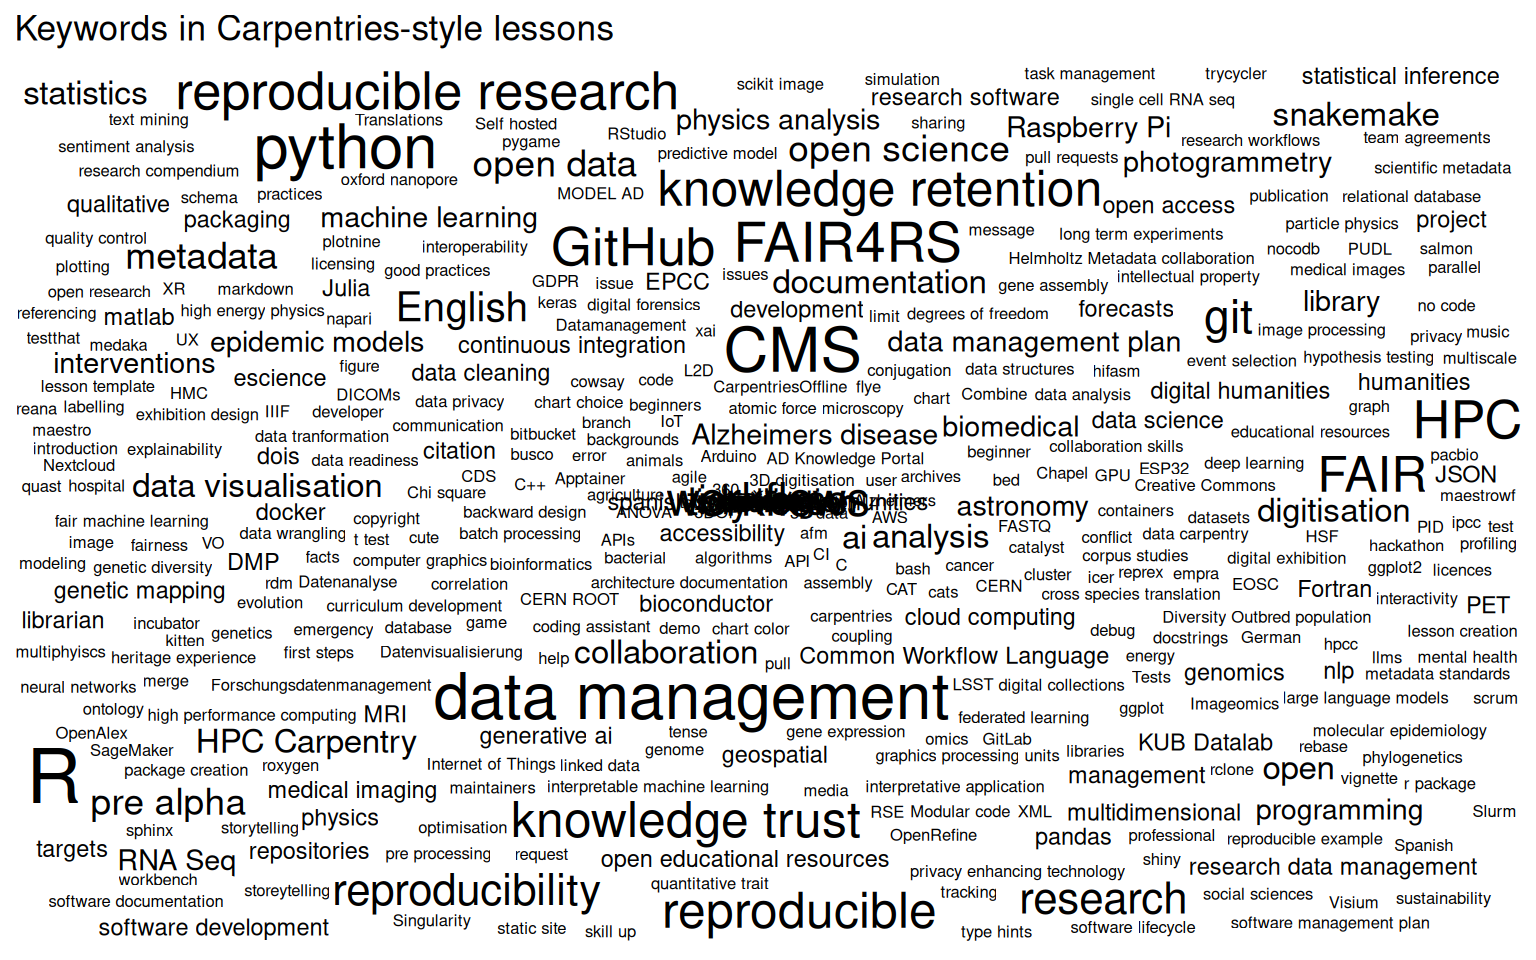 Keywords in Carpentries-style lessons
statistics reproducible research scikit image simulation task management trycycler statistical inference
research software single cell RNA seq
text mining Translations Self hosted RStudio physics analysis sharing Raspberry Pi snakemake
sentiment analysis python pygame predictive model open science pull requests research workflows team agreements
research compendium oxford nanopore open data photogrammetry scientific metadata
qualitative schema practices MODEL AD knowledge retention open access publication relational database
packaging machine learning particle physics project
quality control plotnine interoperability GitHub FAIR4RS message long term experiments nocodb PUDL salmon
plotting metadata licensing good practices Helmholtz Metadata collaboration medical images parallel
open research XR markdown Julia GDPR issue EPCC issues documentation gene assembly intellectual property
referencing matlab high energy physics napari English keras digital forensics development limit degrees of freedom forecasts git library no code
testthat medaka UX epidemic models continuous integration Datamanagement xai CMS data management plan image processing privacy music
interventions figure event selection hypothesis testing multiscale
lesson template HMC escience DICOMs data cleaning cowsay code L2D CarpentriesOffline flye conjugation data structures hifasm digital humanities humanities
reana labelling exhibition design IIIF developer data privacy chart choice beginners atomic force microscopy chart Combine data analysis graph HPC
maestro communication branch IoT data science educational resources
introduction explainability data tranformation citation bitbucket backgrounds Alzheimers disease biomedical collaboration skills
Nextcloud dois data readiness busco error animals Arduino AD Knowledge Portal beginner pacbio
quast hospital data visualisation CDS C++ Apptainer agile 3D digitisation user archives bed Chapel GPU ESP32 deep learning FAIR JSON
Chi square agriculture 360 Creative Commons maestrowf
docker backward design ANOVA AWS astronomy containers digitisation
fair machine learning data wrangling copyright cute batch processing APIs accessibility afm ai analysis FASTQ conflict datasets data carpentry HSF PID ipcc test
image fairness VO t test catalyst hackathon profiling
modeling genetic diversity DMP facts computer graphics bioinformatics bacterial algorithms API CI C bash cancer corpus studies digital exhibition ggplot2 licences
genetic mapping rdm Datenanalyse correlation architecture documentation assembly CAT cats CERN cluster icer reprex empra EOSC Fortran interactivity PET
evolution curriculum development CERN ROOT bioconductor cross species translation
librarian incubator kitten genetics emergency database game coding assistant demo chart color carpentries coupling cloud computing debug docstrings Diversity Outbred population German hpcc lesson creation
multiphyiscs heritage experience first steps Datenvisualisierung help collaboration pull Common Workflow Language energy genomics llms mental health
neural networks merge Forschungsdatenmanagement data management LSST digital collections Tests nlp metadata standards
ontology high performance computing MRI federated learning ggplot Imageomics large language models scrum
OpenAlex HPC Carpentry generative ai tense gene expression omics GitLab KUB Datalab molecular epidemiology
R SageMaker genome geospatial graphics processing units libraries rebase phylogenetics
package creation roxygen Internet of Things linked data management rclone open vignette r package
pre alpha medical imaging maintainers interpretable machine learning media interpretative application
sphinx storytelling physics optimisation knowledge trust RSE Modular code XML multidimensional programming Slurm
targets RNA Seq repositories pre processing request OpenRefine pandas professional reproducible example Spanish
workbench open educational resources privacy enhancing technology shiny research data management
software documentation storeytelling reproducibility quantitative trait tracking research social sciences Visium sustainability
software development Singularity static site skill up reproducible type hints software lifecycle software management plan